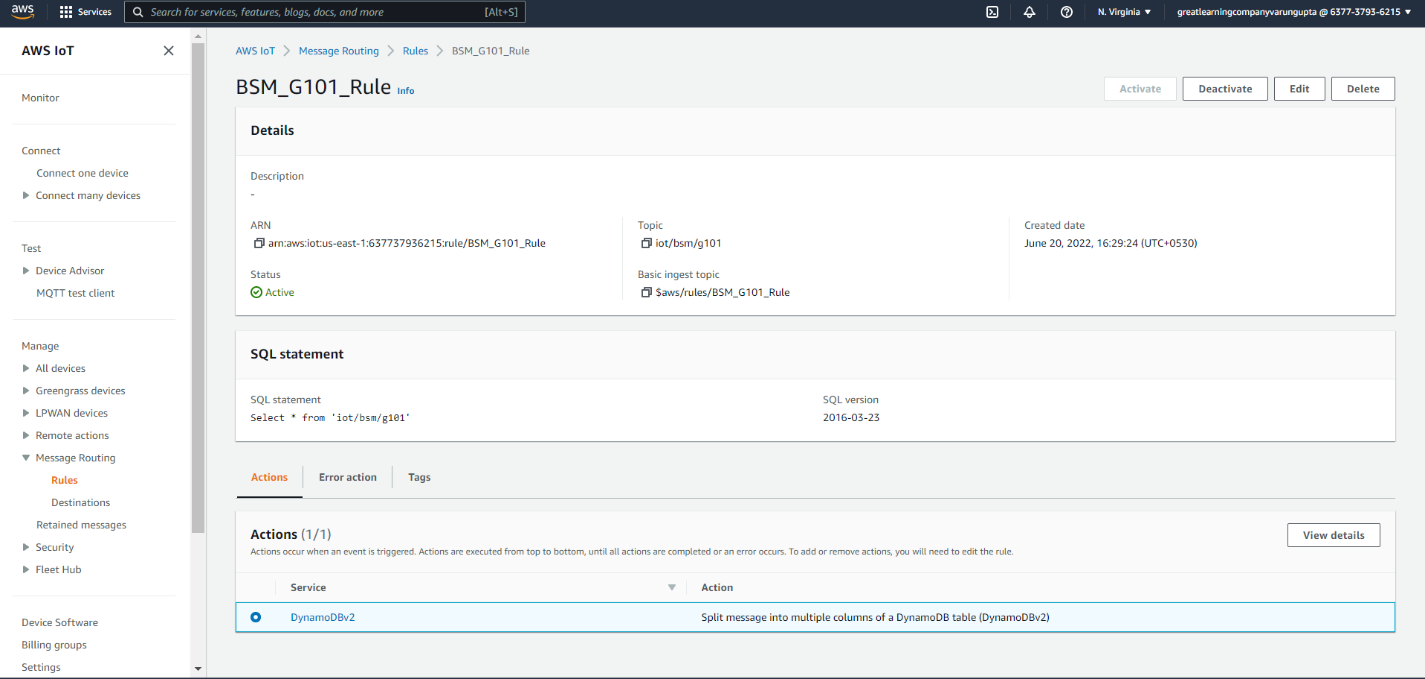 aws Services Search for services, features, blogs, docs, and more [Alt+S] N. Virginia greatlearningcompanyvarungupta @ 6377-3793-6215
AWS IoT
Monitor
Connect
Connect one device
Connect many devices
Test
Device Advisor
MQTT test client
Manage
All devices
Greengrass devices
LPWAN devices
Remote actions
Message Routing
Rules
Destinations
Retained messages
Security
Fleet Hub
Device Software
Billing groups
Settings
AWS IoT Message Routing Rules BSM_G101_Rule
BSM_G101_Rule Info
Activate Deactivate Edit Delete
Details
Description
-
ARN
arn:aws:iot:us-east-1:637737936215:rule/BSM_G101_Rule
Status
Active
Topic
iot/bsm/g101
Basic ingest topic
$aws/rules/BSM_G101_Rule
Created date
June 20, 2022, 16:29:24 (UTC+0530)
SQL statement
SQL statement
Select * from 'iot/bsm/g101'
SQL version
2016-03-23
Actions Error action Tags
Actions (1/1)
View details
Actions occur when an event is triggered. Actions are executed from top to bottom, until all actions are completed or an error occurs. To add or remove actions, you will need to edit the rule.
Service Action
DynamoDBv2 Split message into multiple columns of a DynamoDB table (DynamoDBv2)